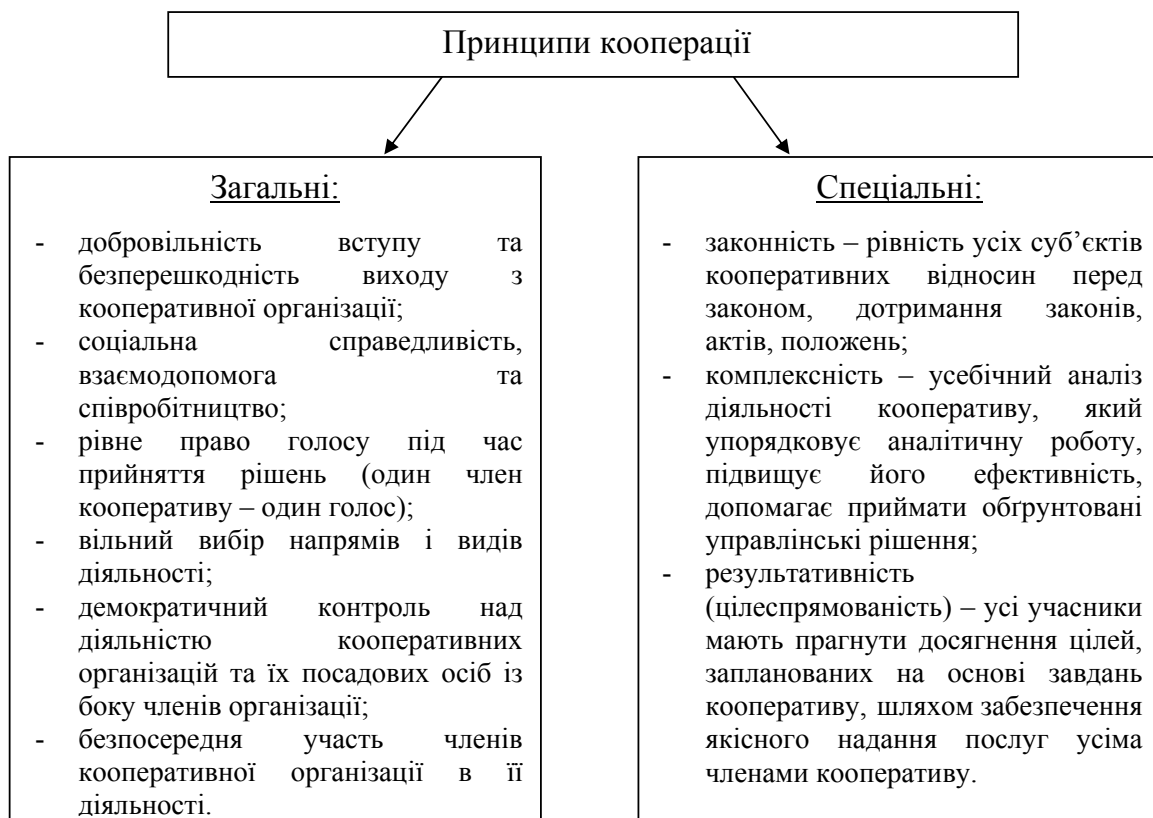 Принципи кооперації
Загальні:
- добровільність вступу та
безперешкодність виходу з
кооперативної організації;
- соціальна справедливість,
взаємодопомога та
співробітництво;
- рівне право голосу під час
прийняття рішень (один член
кооперативу – один голос);
- вільний вибір напрямів і видів
діяльності;
- демократичний контроль над
діяльністю кооперативних
організацій та їх посадових осіб із
боку членів організації;
- безпосередня участь членів
кооперативної організації в її
діяльності.
Спеціальні:
- законність – рівність усіх суб’єктів
кооперативних відносин перед
законом, дотримання законів,
актів, положень;
- комплексність – усебічний аналіз
діяльності кооперативу, який
упорядковує аналітичну роботу,
підвищує його ефективність,
допомагає приймати обґрунтовані
управлінські рішення;
- результативність
(цілеспрямованість) – усі учасники
мають прагнути досягнення цілей,
запланованих на основі завдань
кооперативу, шляхом забезпечення
якісного надання послуг усіма
членами кооперативу.